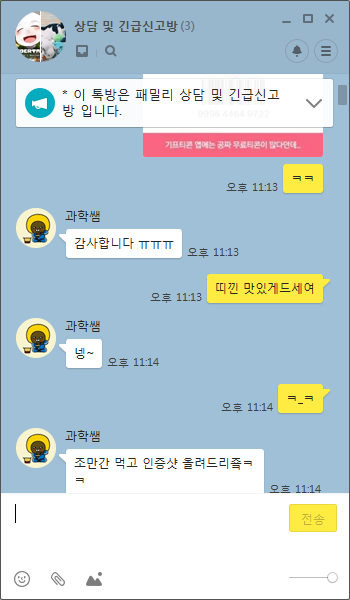 상담 및 긴급신고방 (3)
* 이 톡방은 패밀리 상담 및 긴급신고
방 입니다.
9990 4404 9722
기프티콘 앱에는 공짜 무료티콘이 많다던데..
오후 11:13 ㅋㅋ
과학쌤
감사합니다 ㅠㅠㅠ 오후 11:13
오후 11:13 띠낀 맛있게드세여
과학쌤
넹~ 오후 11:14
오후 11:14 ㅋ_ㅋ
과학쌤
조만간 먹고 인증샷 올려드리죸ㅋ
ㅋ 오후 11:14
전송